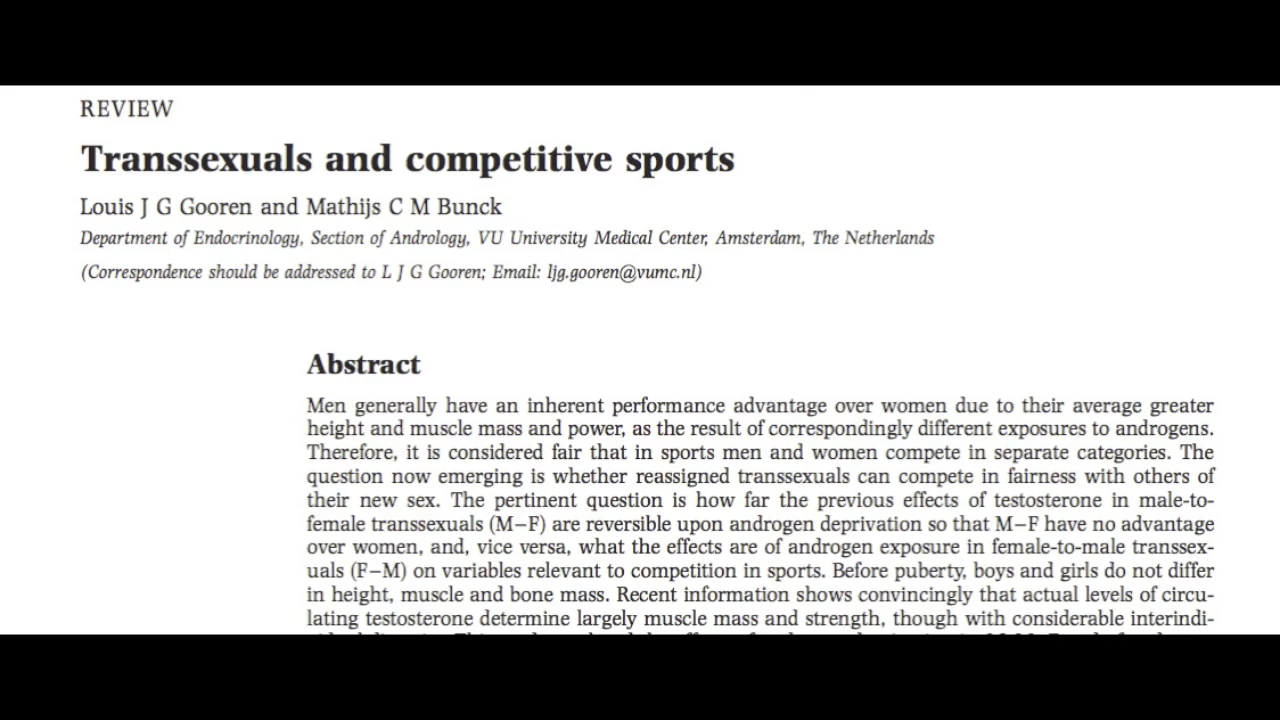 REVIEW
Transsexuals and competitive sports
Louis J G Gooren and Mathijs C M Bunck
Department of Endocrinology, Section of Andrology, VU University Medical Center, Amsterdam, The Netherlands
(Correspondence should be addressed to L J G Gooren; Email: ljg.gooren@vumc.nl)
Abstract
Men generally have an inherent performance advantage over women due to their average greater
height and muscle mass and power, as the result of correspondingly different exposures to androgens.
Therefore, it is considered fair that in sports men and women compete in separate categories. The
question now emerging is whether reassigned transsexuals can compete in fairness with others of
their new sex. The pertinent question is how far the previous effects of testosterone in male-to-
female transsexuals (M–F) are reversible upon androgen deprivation so that M–F have no advantage
over women, and, vice versa, what the effects are of androgen exposure in female-to-male transsex-
uals (F–M) on variables relevant to competition in sports. Before puberty, boys and girls do not differ
in height, muscle and bone mass. Recent information shows convincingly that actual levels of circu-
lating testosterone determine largely muscle mass and strength, though with considerable interindi-